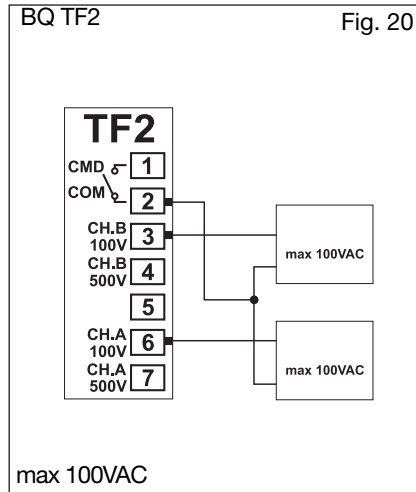 BQ TF2
Fig. 20
TF2
CMD 1
COM 2
CH.B
100V 3
CH.B
500V 4
5
CH.A
100V 6
CH.A
500V 7
max 100VAC
max 100VAC
max 100VAC